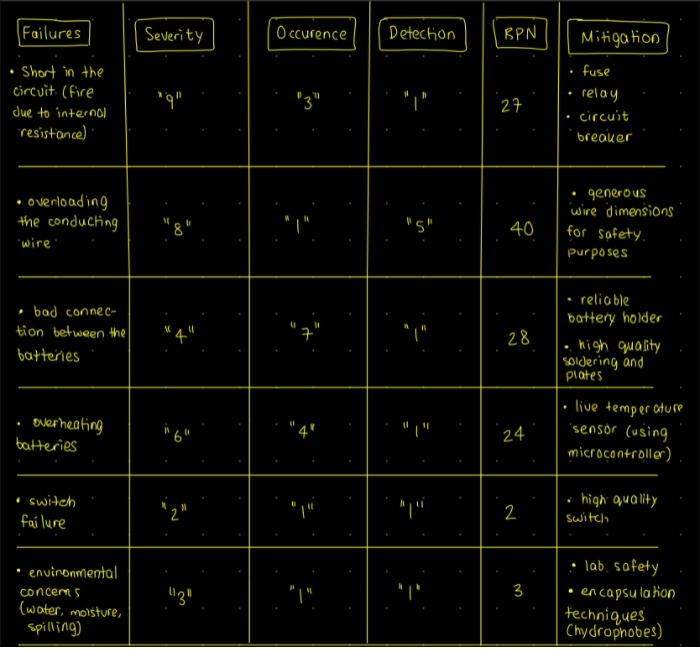 Failures Severity Occurence Detection RPN Mitigation
• Short in the
circuit (fire
due to internal
resistance)
"9" "3" "1" 27
• fuse
• relay
• circuit
breaker
• overloading
the conducting
wire
"8" "1" "5" 40
• generous
wire dimensions
for safety
purposes
• bad connec-
tion between the
batteries
"4" "7" "1" 28
• reliable
battery holder
• high quality
soldering and
plates
• overheating
batteries
"6" "4" "1" 24
• live temperature
sensor (using
microcontroller)
• switch
failure
"2" "1" "1" 2
• high quality
switch
• environmental
concerns
(water, moisture,
spilling)
"3" "1" "1" 3
• lab safety
• encapsulation
techniques
(hydrophobes)